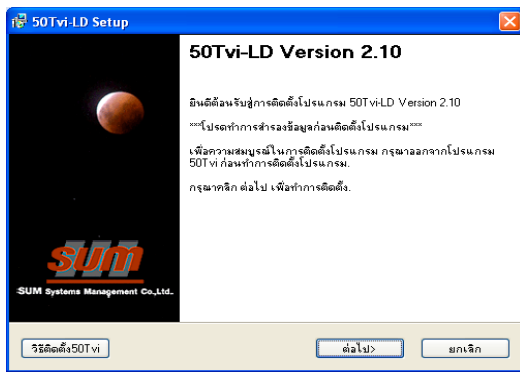 50Tvi-LD Setup
50Tvi-LD Version 2.10
ยินดีต้อนรับสู่การติดตั้งโปรแกรม 50Tvi-LD Version 2.10
***โปรดทำการสำรองข้อมูลก่อนติดตั้งโปรแกรม***
เพื่อความสมบูรณ์ในการติดตั้งโปรแกรม กรุณาออกจากโปรแกรม
50Tvi ก่อนทำการติดตั้งโปรแกรม.
กรุณาคลิก ต่อไป เพื่อทำการติดตั้ง.
SUM
SUM Systems Management Co.,Ltd.
วิธีติดตั้ง50Tvi
ต่อไป>
ยกเลิก